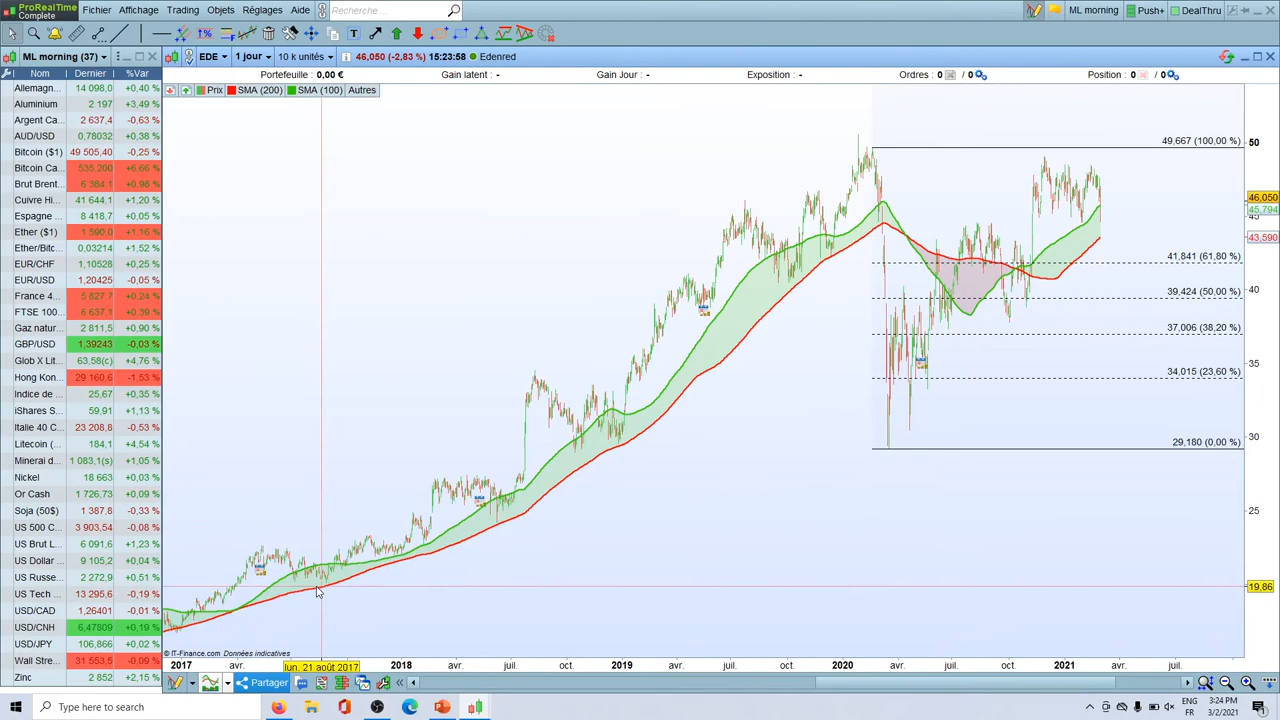 ProRealTime
Complete
Fichier Affichage Trading Objets Réglages Aide Recherche ... ML morning Push+ DealThru
ML morning (37) EDE 1 jour 10 k unités 46,050 (-2,83 %) 15:23:58 Edenred
Nom Dernier %Var
Portefeuille : 0,00 € Gain latent : - Gain Jour : - Exposition : - Ordres : 0 / 0 Position : 0 / 0
Prix SMA (200) SMA (100) Autres
Allemagn... 14 098,0 +0,40 %
Aluminium 2 197 +3,49 %
Argent Ca... 2 637,4 -0,63 %
AUD/USD 0,78032 +0,38 %
Bitcoin ($1) 49 505,40 -0,25 %
Bitcoin Ca... 535,200 +6,66 %
Brut Brent... 6 384,1 +0,96 %
Cuivre Hi... 41 644,1 +1,20 %
Espagne ... 8 418,7 +0,05 %
Ether ($1) 1 590,0 +1,16 %
Ether/Bitc... 0,03214 +1,52 %
EUR/CHF 1,10528 +0,25 %
EUR/USD 1,20425 -0,05 %
France 4... 5 827,7 +0,24 %
FTSE 100... 6 637,1 +0,39 %
Gaz natur... 2 811,5 +0,90 %
GBP/USD 1,39243 -0,03 %
Glob X Lit... 63,58(c) +4,76 %
Hong Kon... 29 160,6 -1,53 %
Indice de ... 25,67 +0,35 %
iShares S... 59,91 +1,13 %
Italie 40 C... 23 208,8 -0,53 %
Litecoin (... 184,1 +4,54 %
Minerai d... 1 083,1(s) +1,05 %
Nickel 18 663 +0,03 %
Or Cash 1 726,73 +0,09 %
Soja (50$) 1 387,8 -0,33 %
US 500 C... 3 903,54 -0,08 %
US Brut L... 6 091,6 +1,23 %
US Dollar ... 9 105,2 +0,04 %
US Russe... 2 272,9 +0,51 %
US Tech ... 13 295,6 -0,19 %
USD/CAD 1,26401 -0,01 %
USD/CNH 6,47809 +0,19 %
USD/JPY 106,866 +0,02 %
Wall Stre... 31 553,5 -0,09 %
Zinc 2 852 +2,15 %
49,667 (100,00 %)
41,841 (61,80 %)
39,424 (50,00 %)
37,006 (38,20 %)
34,015 (23,60 %)
29,180 (0,00 %)
50
46,050
45,794
43,590
40
35
30
25
19,86
© IT-Finance.com Données indicatives
2017 avr. lun. 21 août 2017 2018 avr. juil. oct. 2019 avr. juil. oct. 2020 avr. juil. oct. 2021 avr. juil.
Partager
Type here to search
ENG
FR
3:24 PM
3/2/2021